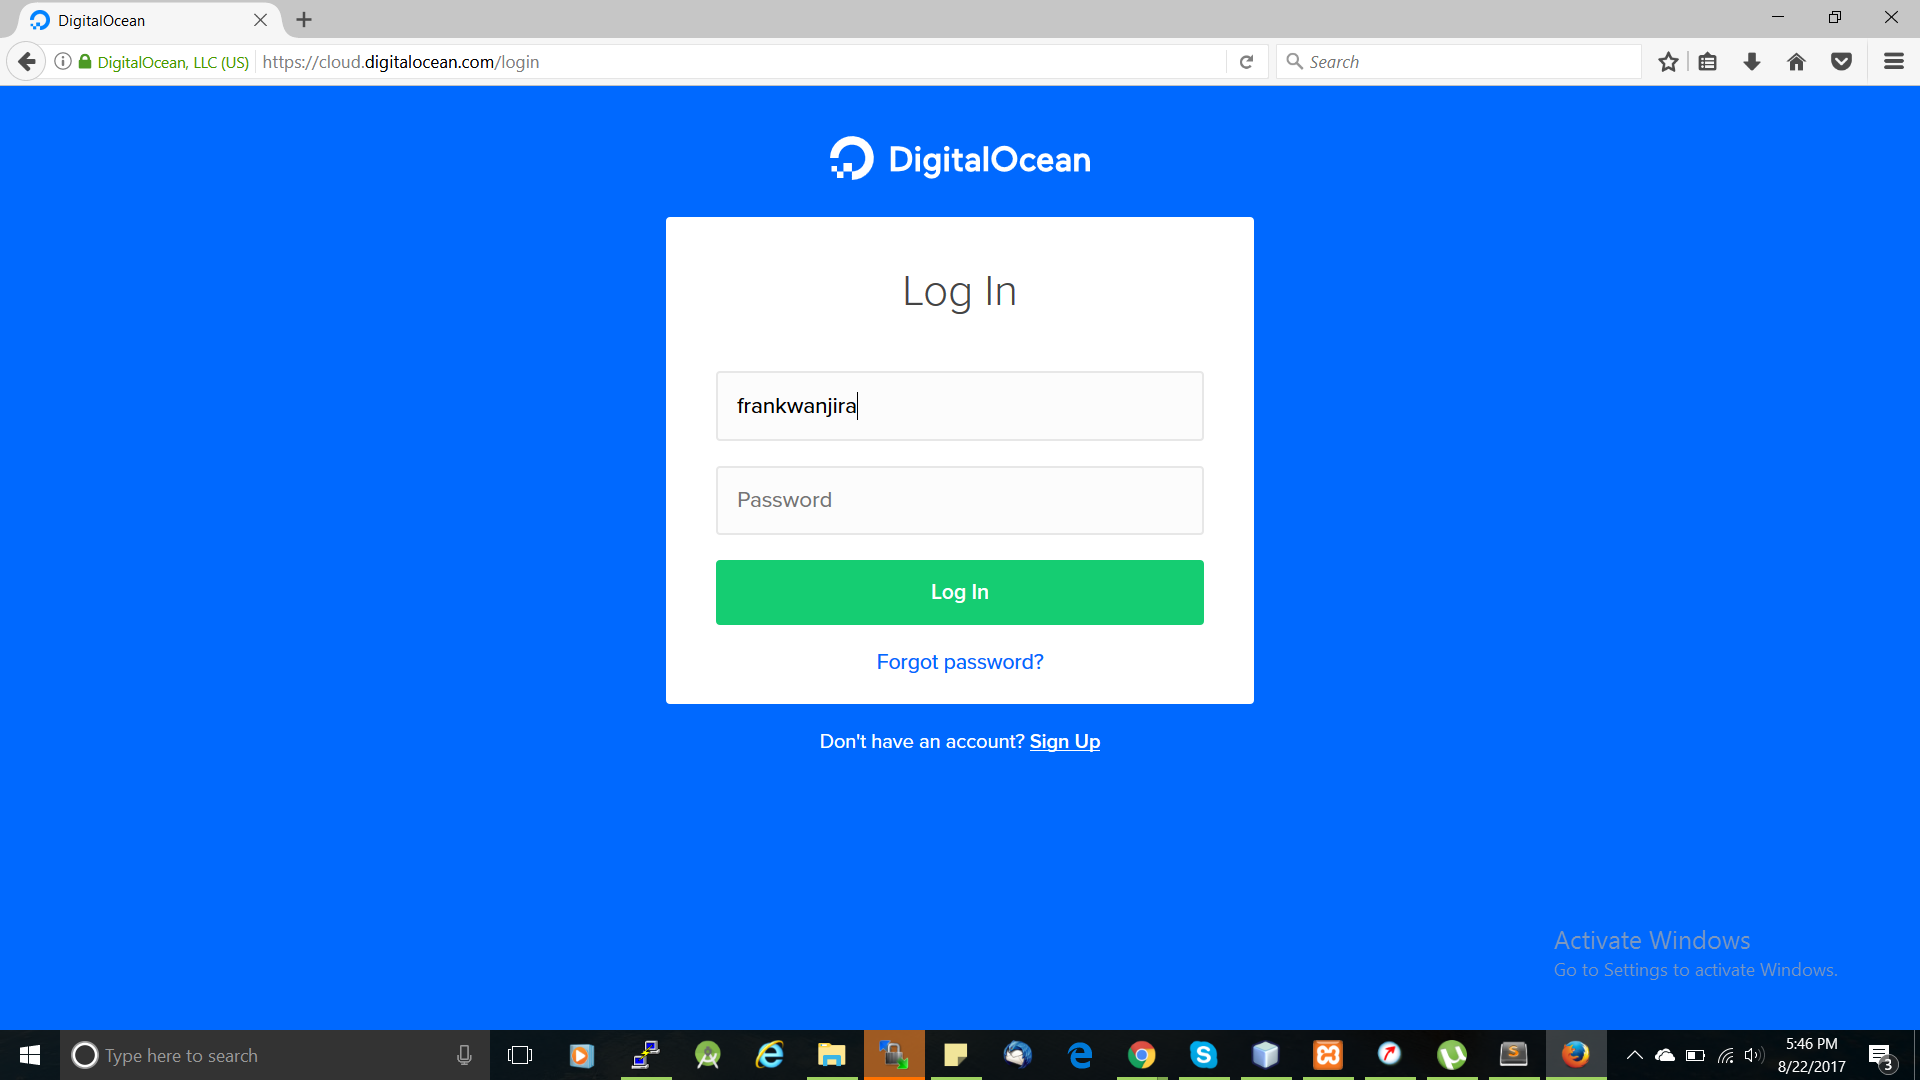 DigitalOcean
DigitalOcean, LLC (US)
https://cloud.digitalocean.com/login
Search
DigitalOcean
Log In
frankwanjira
Password
Log In
Forgot password?
Don't have an account? Sign Up
Activate Windows
Go to Settings to activate Windows.
Type here to search
5:46 PM
8/22/2017
3